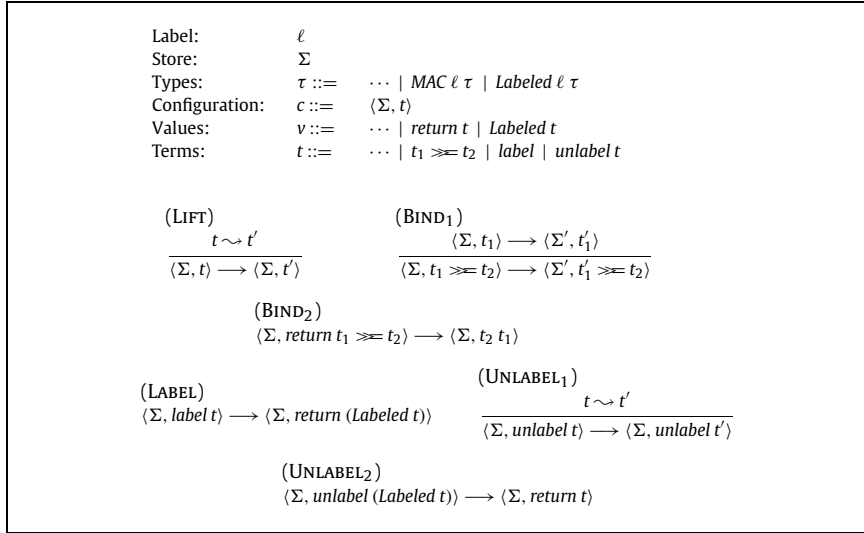 Label: ℓ
Store: Σ
Types: τ ::= ⋯ | MAC ℓ τ | Labeled ℓ τ
Configuration: c ::= ⟨Σ, t⟩
Values: v ::= ⋯ | return t | Labeled t
Terms: t ::= ⋯ | t₁ >>= t₂ | label | unlabel t
(LIFT) (BIND₁)
t ⇝ t′ ⟨Σ, t₁⟩ ⟶ ⟨Σ′, t′₁⟩
⟨Σ, t⟩ ⟶ ⟨Σ, t′⟩ ⟨Σ, t₁ >>= t₂⟩ ⟶ ⟨Σ′, t′₁ >>= t₂⟩
(BIND₂)
⟨Σ, return t₁ >>= t₂⟩ ⟶ ⟨Σ, t₂ t₁⟩
(LABEL)
⟨Σ, label t⟩ ⟶ ⟨Σ, return (Labeled t)⟩
(UNLABEL₁)
t ⇝ t′
⟨Σ, unlabel t⟩ ⟶ ⟨Σ, unlabel t′⟩
(UNLABEL₂)
⟨Σ, unlabel (Labeled t)⟩ ⟶ ⟨Σ, return t⟩